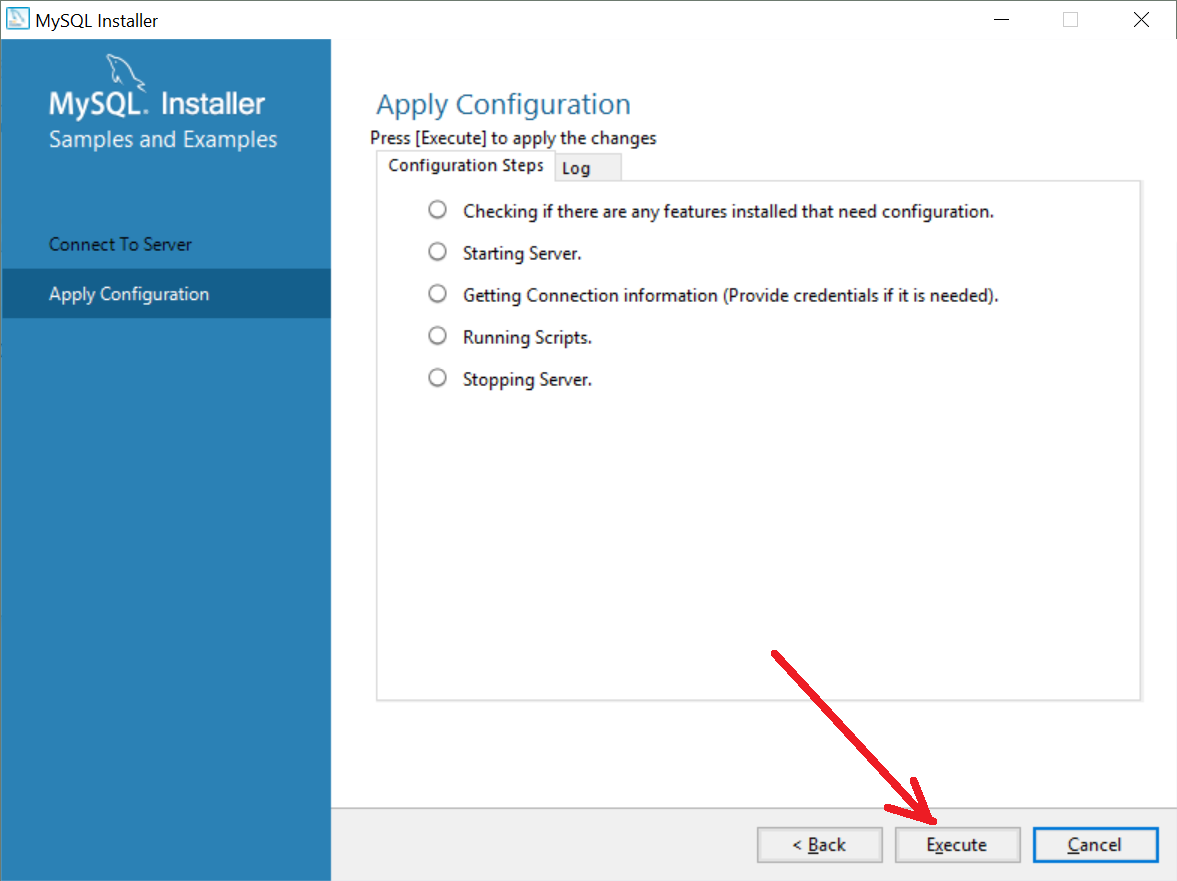 MySQL Installer
MySQL. Installer
Samples and Examples
Connect To Server
Apply Configuration
Apply Configuration
Press [Execute] to apply the changes
Configuration Steps
Log
Checking if there are any features installed that need configuration.
Starting Server.
Getting Connection information (Provide credentials if it is needed).
Running Scripts.
Stopping Server.
< Back
Execute
Cancel